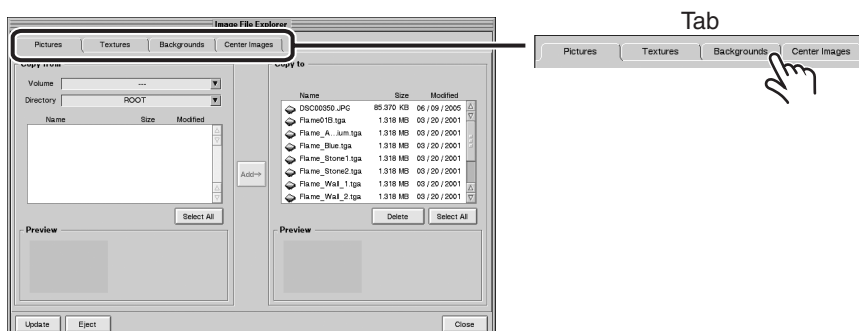 Image File Explorer
Pictures Textures Backgrounds Center Images
Copy from
Volume ---
Directory ROOT
Name Size Modified
Select All
Preview
Add→
Copy to
Name Size Modified
DSC00350.JPG 85.370 KB 06 / 09 / 2005
Flame01B.tga 1.318 MB 03 / 20 / 2001
Flame_A...ium.tga 1.318 MB 03 / 20 / 2001
Flame_Blue.tga 1.318 MB 03 / 20 / 2001
Flame_Stone1.tga 1.318 MB 03 / 20 / 2001
Flame_Stone2.tga 1.318 MB 03 / 20 / 2001
Flame_Wall_1.tga 1.318 MB 03 / 20 / 2001
Flame_Wall_2.tga 1.318 MB 03 / 20 / 2001
Delete Select All
Preview
Update Eject Close
Tab
Pictures Textures Backgrounds Center Images